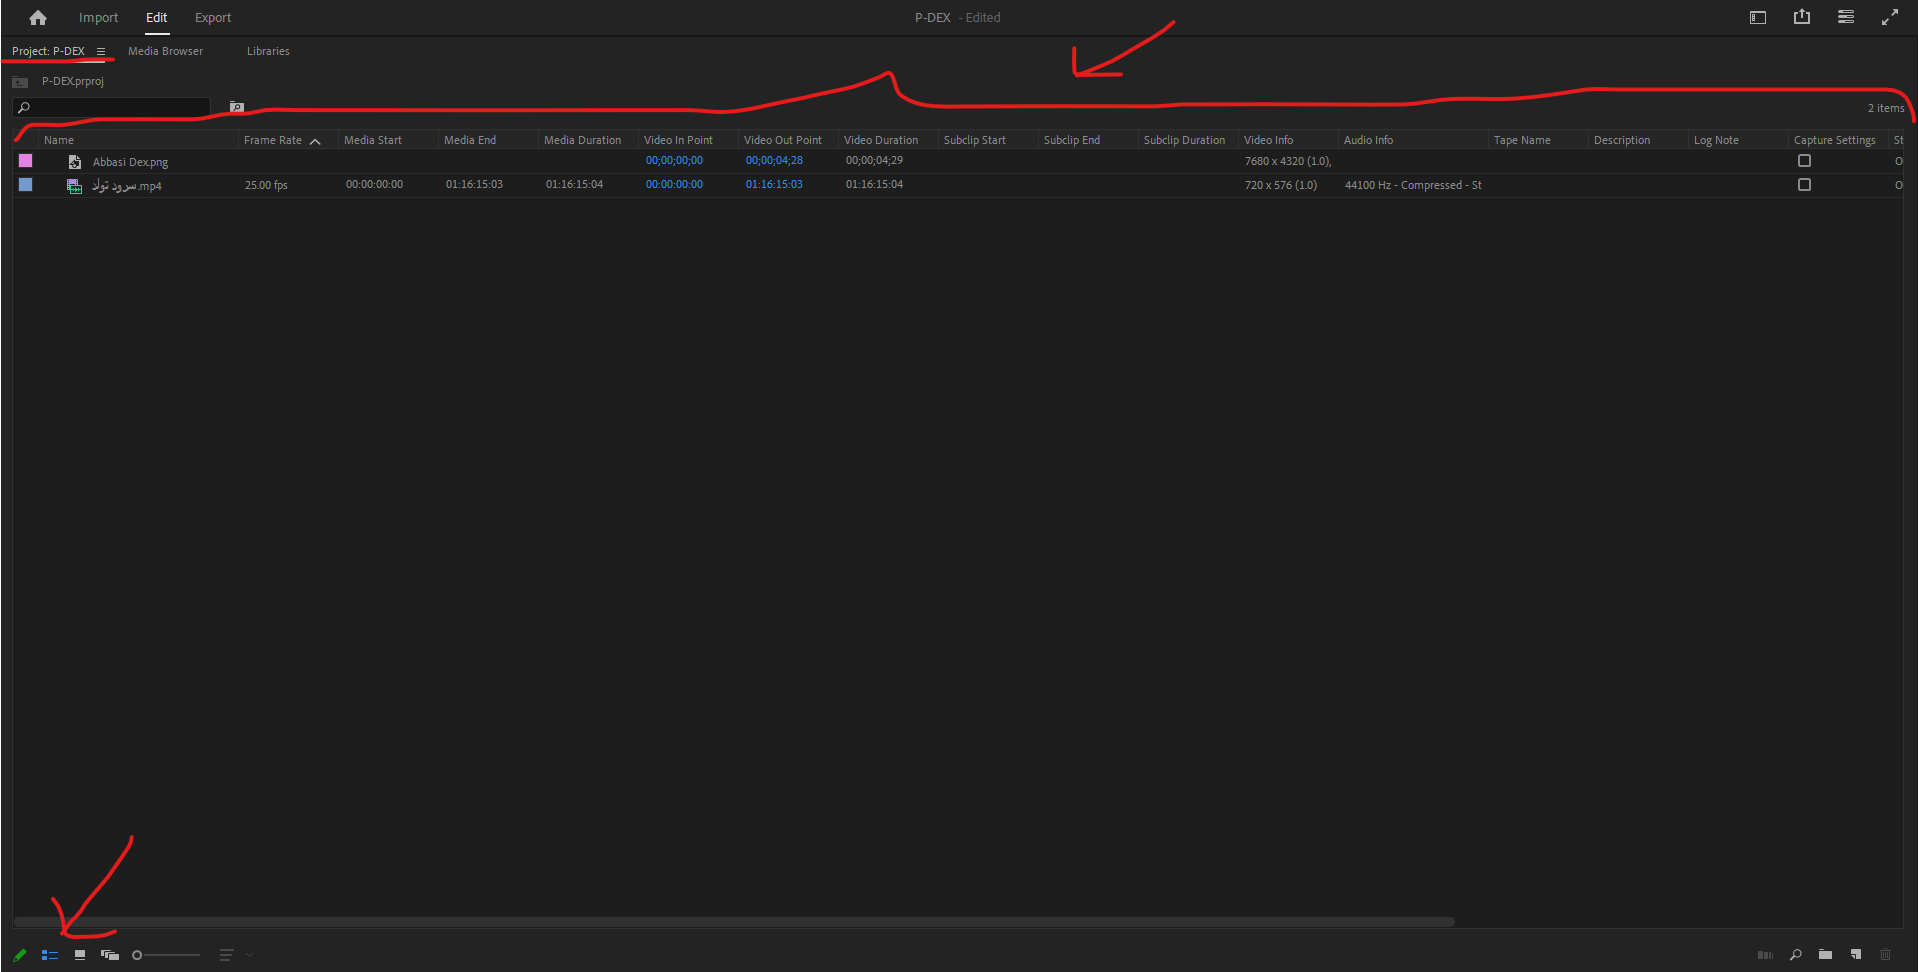 Import Edit Export P-DEX - Edited
Project: P-DEX Media Browser Libraries
P-DEX.prproj
2 items
Name Frame Rate Media Start Media End Media Duration Video In Point Video Out Point Video Duration Subclip Start Subclip End Subclip Duration Video Info Audio Info Tape Name Description Log Note Capture Settings St
Abbasi Dex.png 00;00;00;00 00;00;04;28 00;00;04;29 7680 x 4320 (1.0), O
سرود تولد.mp4 25.00 fps 00:00:00:00 01:16:15:03 01:16:15:04 00:00:00:00 01:16:15:03 01:16:15:04 720 x 576 (1.0) 44100 Hz - Compressed - St O